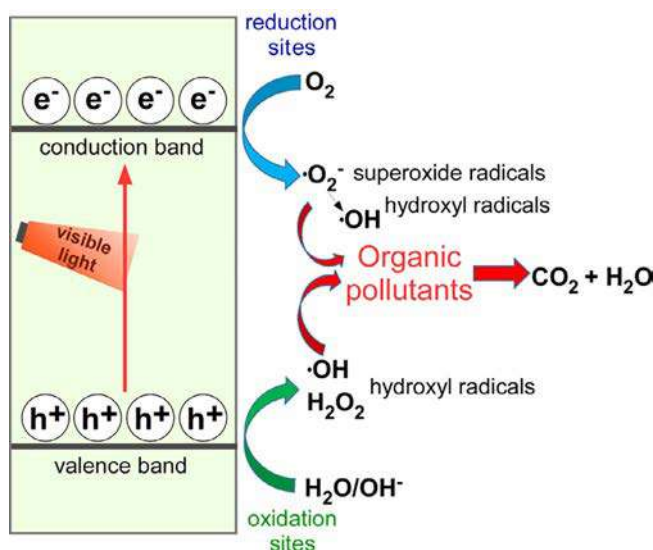 reduction
sites
e⁻ e⁻ e⁻ e⁻
O₂
conduction band
·O₂⁻ superoxide radicals
·OH hydroxyl radicals
visible
light
Organic
pollutants
CO₂ + H₂O
·OH
hydroxyl radicals
H₂O₂
h⁺ h⁺ h⁺ h⁺
valence band
H₂O/OH⁻
oxidation
sites